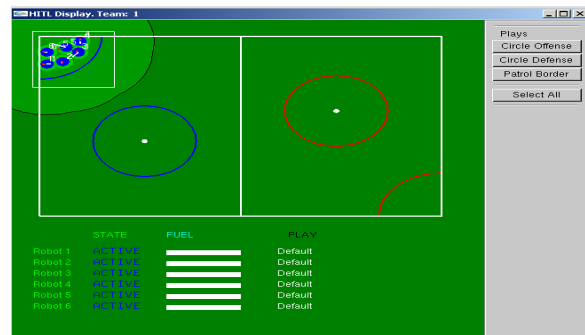 HITL Display. Team: 1
Plays
Circle Offense
Circle Defense
Patrol Border
Select All
STATE FUEL PLAY
Robot 1 ACTIVE Default
Robot 2 ACTIVE Default
Robot 3 ACTIVE Default
Robot 4 ACTIVE Default
Robot 5 ACTIVE Default
Robot 6 ACTIVE Default